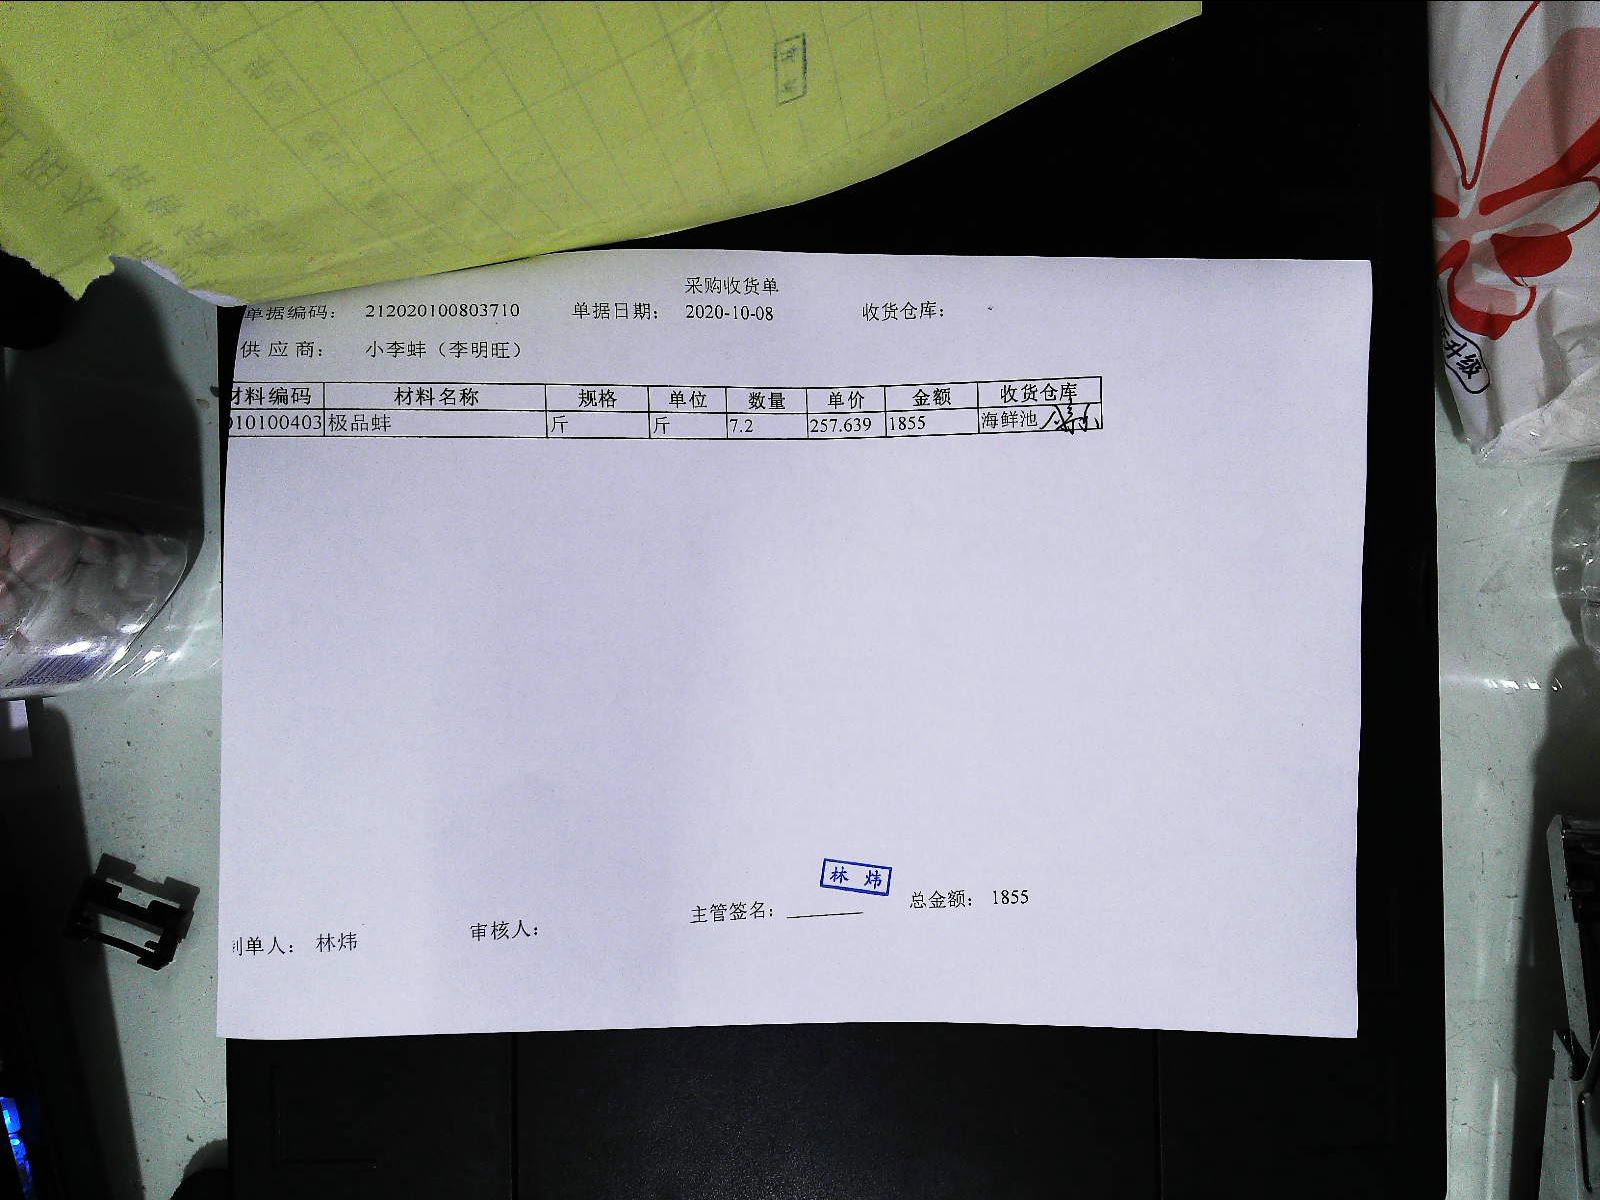 采购收货单
单据编码： 212020100803710 单据日期： 2020-10-08 收货仓库：
供应商： 小李蚌（李明旺）
材料编码 材料名称 规格 单位 数量 单价 金额 收货仓库
010100403 极品蚌 斤 斤 7.2 257.639 1855 海鲜池
林 炜
主管签名： 总金额： 1855
制单人： 林炜 审核人：
升级